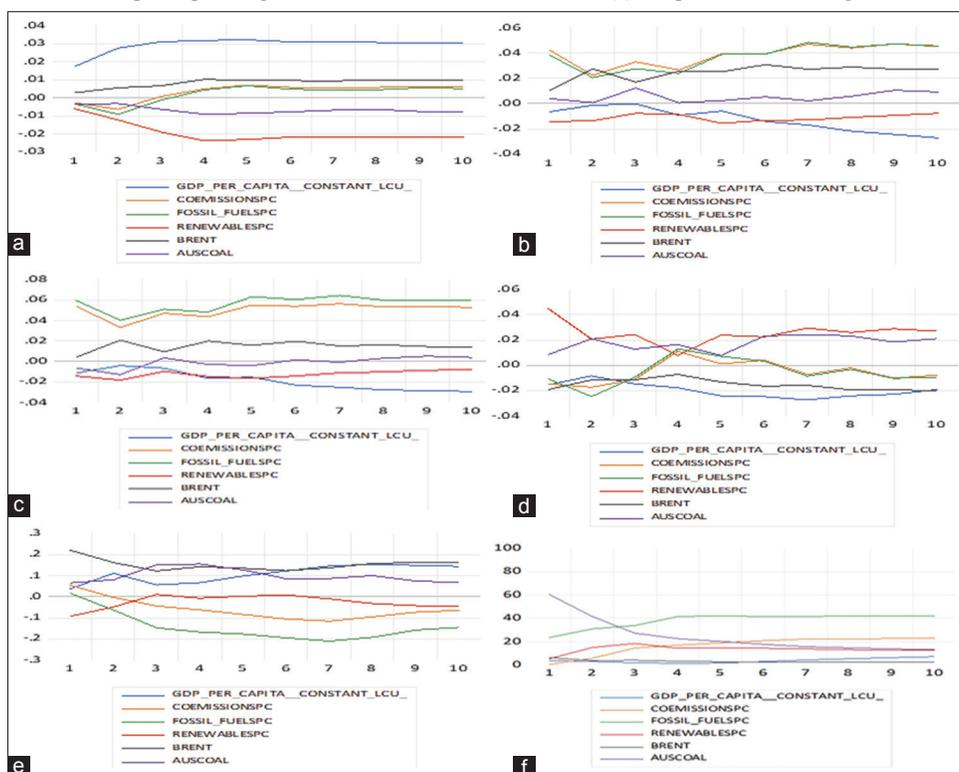 .04
.03
.02
.01
.00
-.01
-.02
-.03
1 2 3 4 5 6 7 8 9 10
GDP_PER_CAPITA__CONSTANT_LCU_
COEMISSIONSPC
FOSSIL_FUELSPC
RENEWABLESPC
BRENT
AUSCOAL
a
.06
.04
.02
.00
-.02
-.04
1 2 3 4 5 6 7 8 9 10
GDP_PER_CAPITA__CONSTANT_LCU_
COEMISSIONSPC
FOSSIL_FUELSPC
RENEWABLESPC
BRENT
AUSCOAL
b
.08
.06
.04
.02
.00
-.02
-.04
1 2 3 4 5 6 7 8 9 10
GDP_PER_CAPITA__CONSTANT_LCU_
COEMISSIONSPC
FOSSIL_FUELSPC
RENEWABLESPC
BRENT
AUSCOAL
c
.06
.04
.02
.00
-.02
-.04
1 2 3 4 5 6 7 8 9 10
GDP_PER_CAPITA__CONSTANT_LCU_
COEMISSIONSPC
FOSSIL_FUELSPC
RENEWABLESPC
BRENT
AUSCOAL
d
.3
.2
.1
.0
-.1
-.2
-.3
1 2 3 4 5 6 7 8 9 10
GDP_PER_CAPITA__CONSTANT_LCU_
COEMISSIONSPC
FOSSIL_FUELSPC
RENEWABLESPC
BRENT
AUSCOAL
e
100
80
60
40
20
0
1 2 3 4 5 6 7 8 9 10
GDP_PER_CAPITA__CONSTANT_LCU_
COEMISSIONSPC
FOSSIL_FUELSPC
RENEWABLESPC
BRENT
AUSCOAL
f